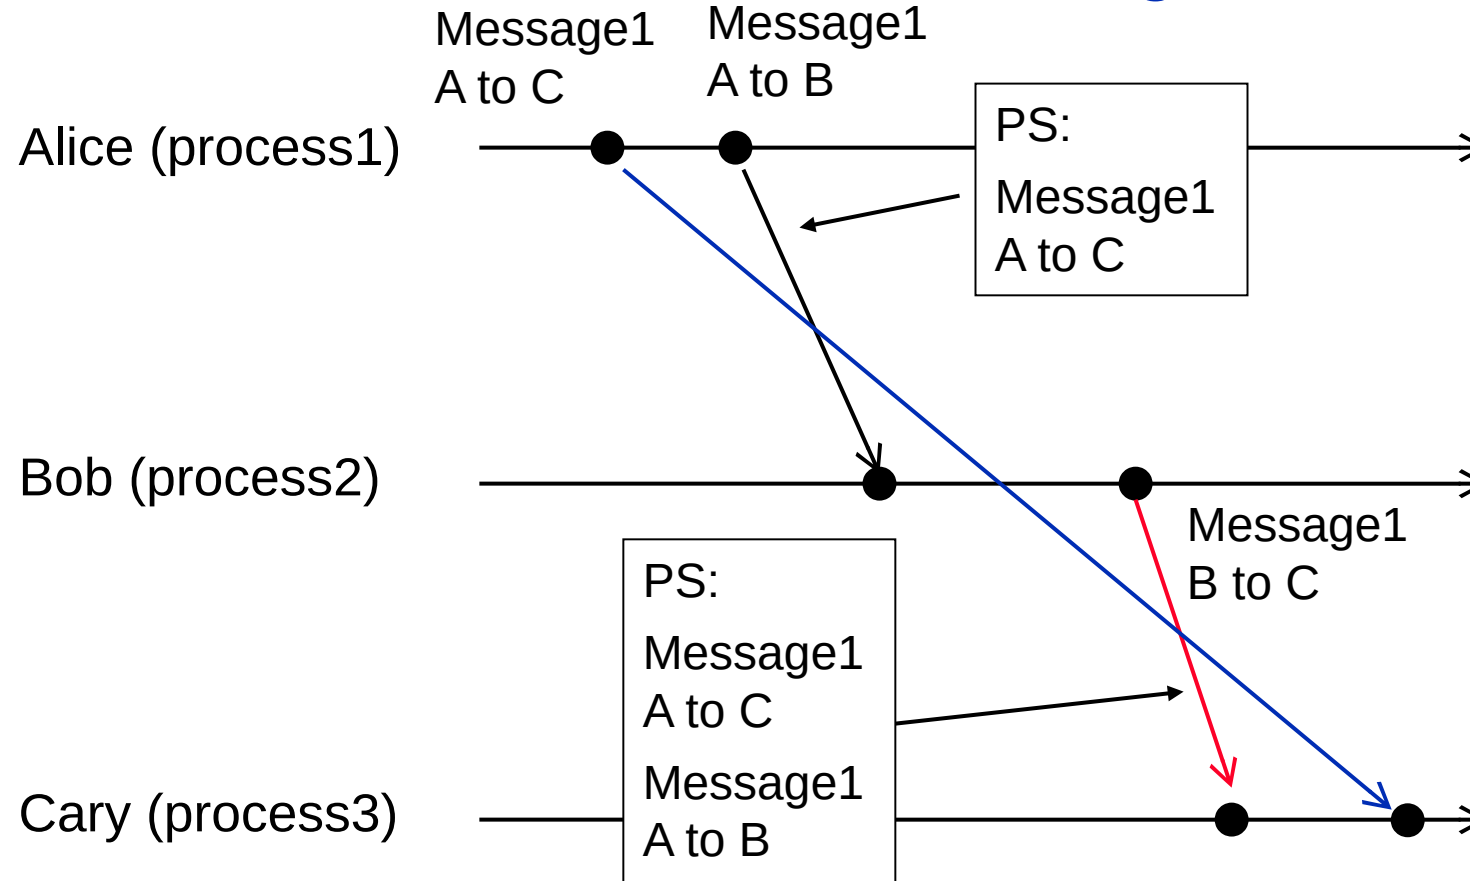 Message1
A to C
Message1
A to B
Alice (process1)
PS:
Message1
A to C
Bob (process2)
Message1
B to C
PS:
Message1
A to C
Message1
A to B
Cary (process3)